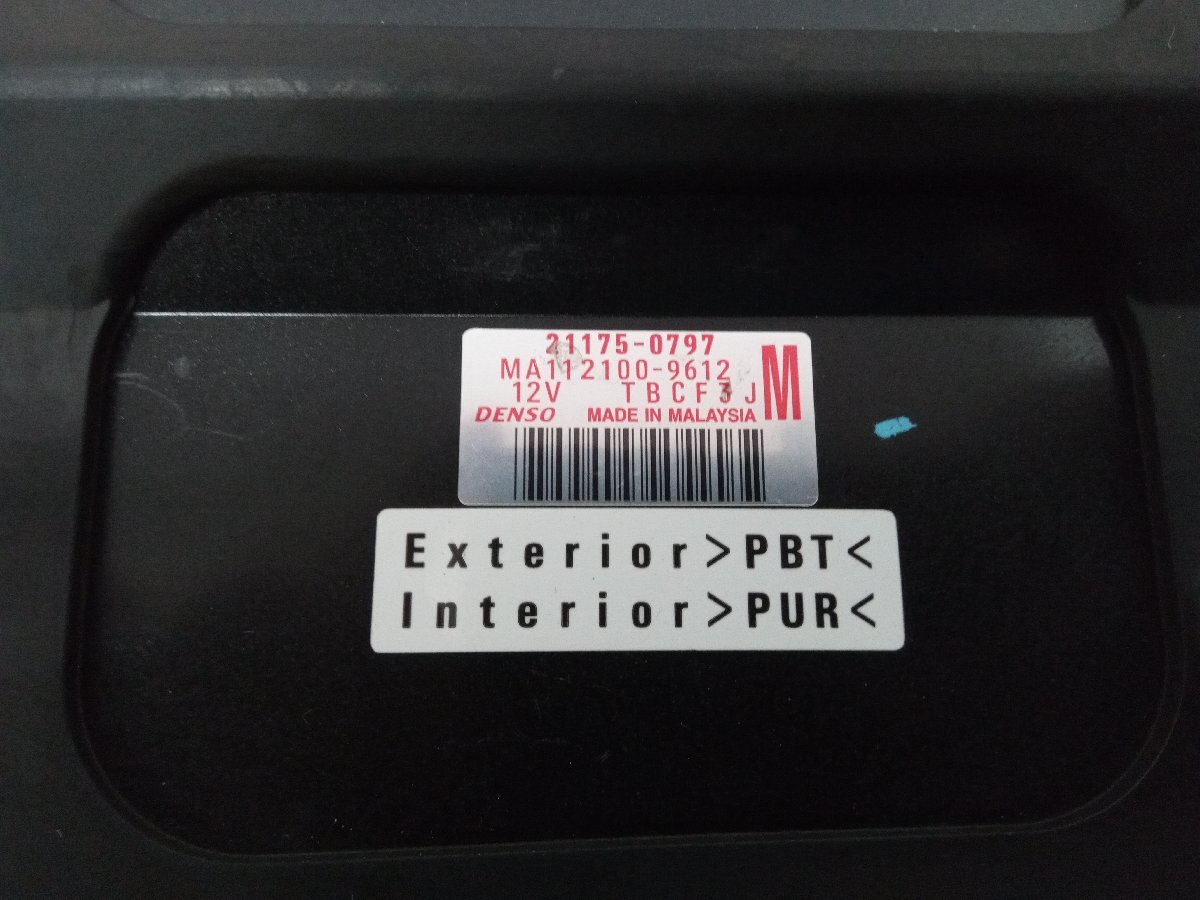 21175-0797
MA112100-9612
12V TBCF3J
M
DENSO MADE IN MALAYSIA
Exterior>PBT<
Interior>PUR<